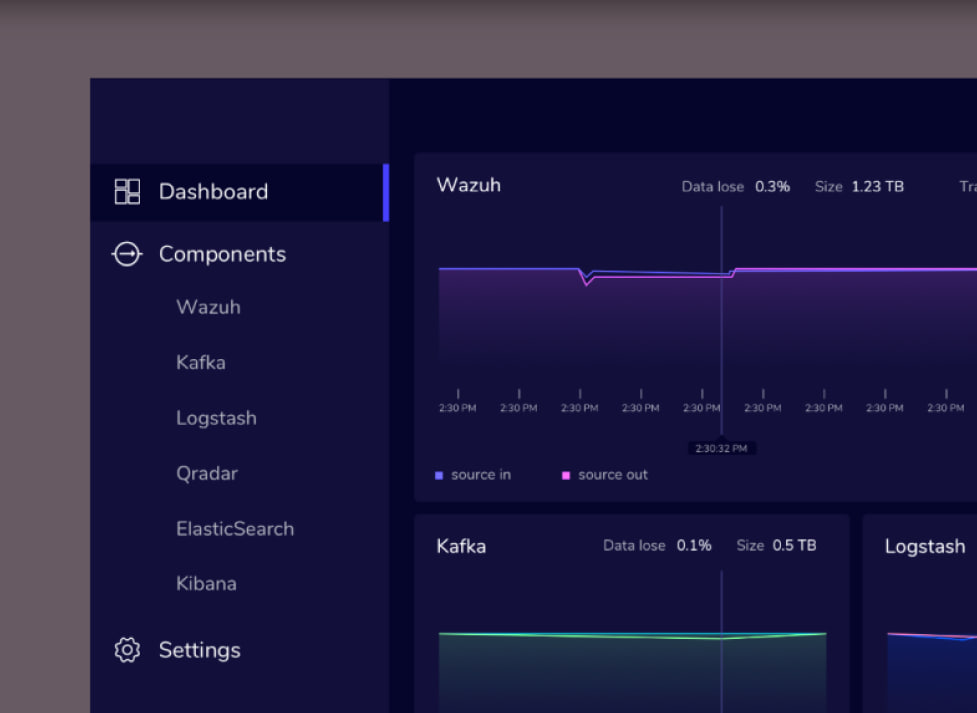 Dashboard
Components
Wazuh
Kafka
Logstash
Qradar
ElasticSearch
Kibana
Settings
Wazuh Data lose 0.3% Size 1.23 TB
2:30 PM 2:30 PM 2:30 PM 2:30 PM 2:30 PM 2:30 PM 2:30 PM 2:30 PM 2:30 PM
2:30:32 PM
source in source out
Kafka Data lose 0.1% Size 0.5 TB
Logstash